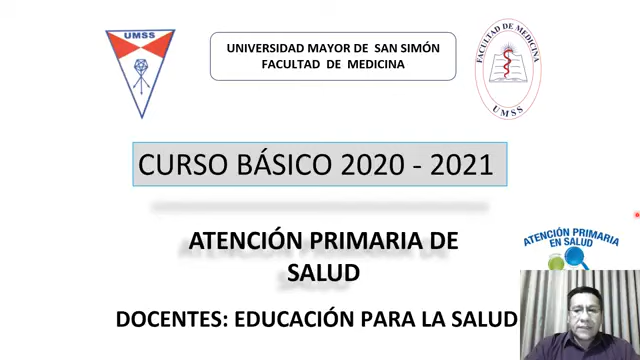 UMSS
UNIVERSIDAD MAYOR DE SAN SIMÓN
FACULTAD DE MEDICINA
FACULTAD DE MEDICINA
UMSS
CURSO BÁSICO 2020 - 2021
ATENCIÓN PRIMARIA DE
SALUD
ATENCIÓN PRIMARIA
EN SALUD
DOCENTES: EDUCACIÓN PARA LA SALUD